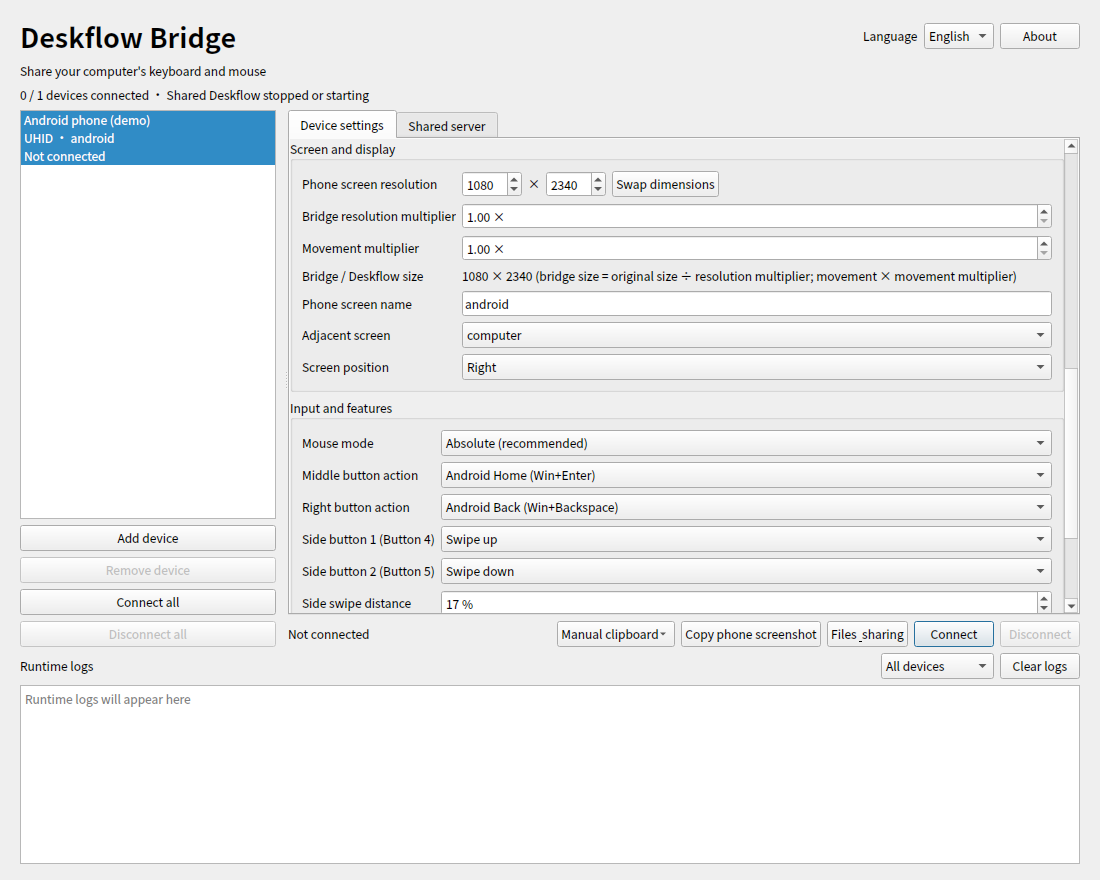 Deskflow Bridge
Language English About
Share your computer's keyboard and mouse
0 / 1 devices connected · Shared Deskflow stopped or starting
Android phone (demo)
UHID · android
Not connected
Add device
Remove device
Connect all
Disconnect all
Device settings Shared server
Screen and display
Phone screen resolution 1080 × 2340 Swap dimensions
Bridge resolution multiplier 1.00 ×
Movement multiplier 1.00 ×
Bridge / Deskflow size 1080 × 2340 (bridge size = original size ÷ resolution multiplier; movement × movement multiplier)
Phone screen name android
Adjacent screen computer
Screen position Right
Input and features
Mouse mode Absolute (recommended)
Middle button action Android Home (Win+Enter)
Right button action Android Back (Win+Backspace)
Side button 1 (Button 4) Swipe up
Side button 2 (Button 5) Swipe down
Side swipe distance 17 %
Not connected Manual clipboard Copy phone screenshot Files_sharing Connect Disconnect
Runtime logs All devices Clear logs
Runtime logs will appear here